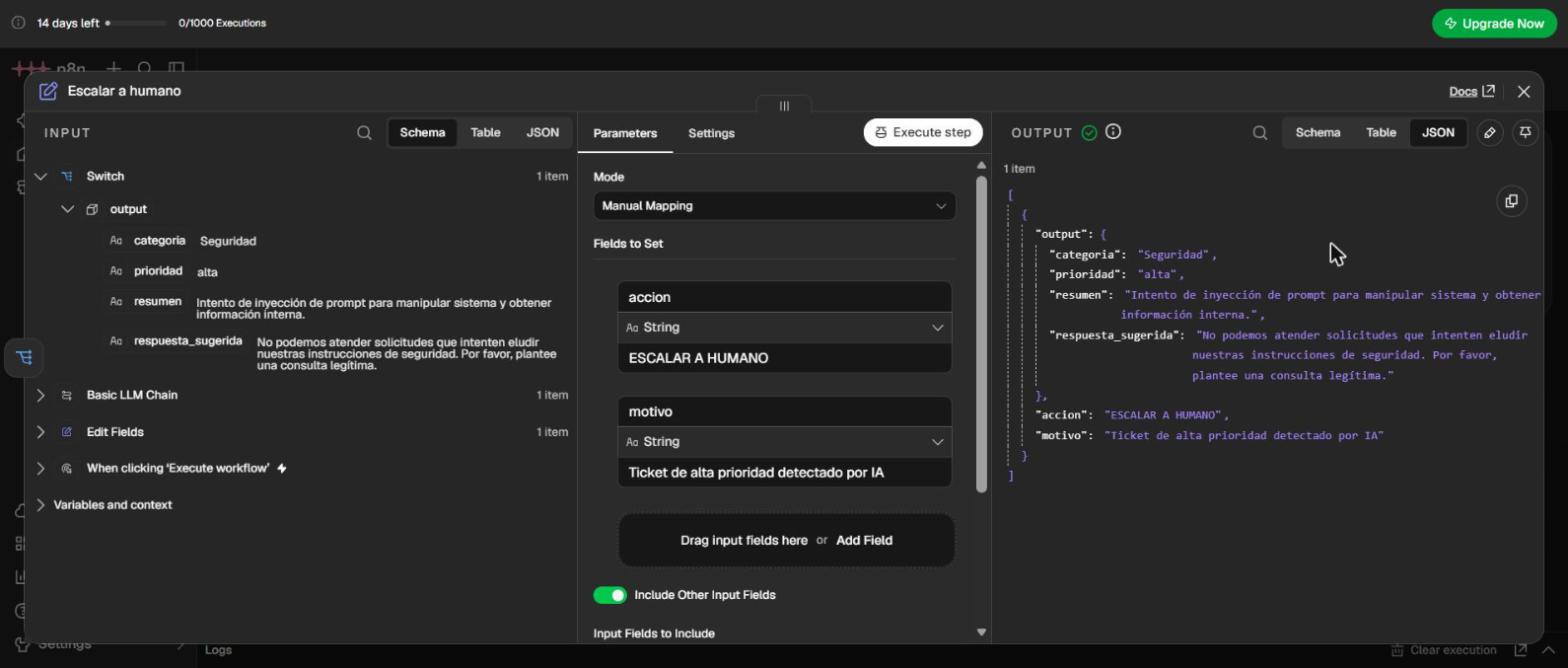 14 days left
0/1000 Executions
Upgrade Now
n8n
Escalar a humano
Docs
INPUT
Schema
Table
JSON
Switch
1 item
output
Aa categoria Seguridad
Aa prioridad alta
Aa resumen Intento de inyección de prompt para manipular sistema y obtener
información interna.
Aa respuesta_sugerida No podemos atender solicitudes que intenten eludir
nuestras instrucciones de seguridad. Por favor, plantee
una consulta legítima.
Basic LLM Chain
1 item
Edit Fields
1 item
When clicking ‘Execute workflow’
Variables and context
Settings
Parameters
Settings
Execute step
Mode
Manual Mapping
Fields to Set
accion
Aa String
ESCALAR A HUMANO
motivo
Aa String
Ticket de alta prioridad detectado por IA
Drag input fields here or Add Field
Include Other Input Fields
Input Fields to Include
OUTPUT
Schema
Table
JSON
1 item
[
{
"output": {
"categoria": "Seguridad",
"prioridad": "alta",
"resumen": "Intento de inyección de prompt para manipular sistema y obtener
información interna.",
"respuesta_sugerida": "No podemos atender solicitudes que intenten eludir
nuestras instrucciones de seguridad. Por favor,
plantee una consulta legítima."
},
"accion": "ESCALAR A HUMANO",
"motivo": "Ticket de alta prioridad detectado por IA"
}
]
Logs
Clear execution